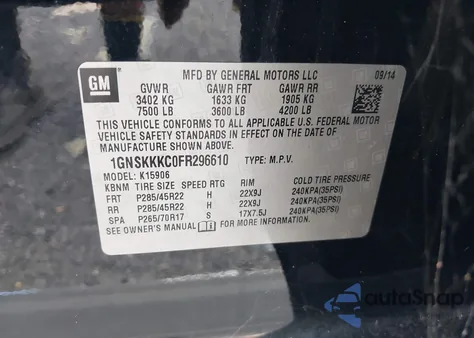 GM
MFD BY GENERAL MOTORS LLC 09/14
GVWR GAWR FRT GAWR RR
3402 KG 1633 KG 1905 KG
7500 LB 3600 LB 4200 LB
THIS VEHICLE CONFORMS TO ALL APPLICABLE U.S. FEDERAL MOTOR
VEHICLE SAFETY STANDARDS IN EFFECT ON THE DATE OF
MANUFACTURE SHOWN ABOVE.
1GNSKKKC0FR296610 TYPE: M.P.V.
MODEL: K15906
KBNM TIRE SIZE SPEED RTG RIM COLD TIRE PRESSURE
FRT P285/45R22 H 22X9J 240KPA(35PSI)
RR P285/45R22 H 22X9J 240KPA(35PSI)
SPA P265/70R17 S 17X7.5J 240KPA(35PSI)
SEE OWNER'S MANUAL FOR MORE INFORMATION
autoSnap